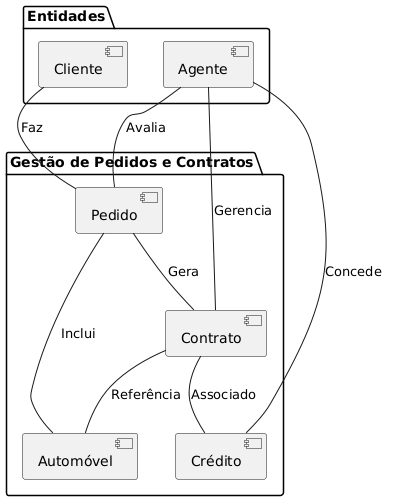 Entidades
Cliente
Agente
Faz
Avalia
Gestão de Pedidos e Contratos
Pedido
Gerencia
Gera
Concede
Inclui
Contrato
Referência
Associado
Automóvel
Crédito